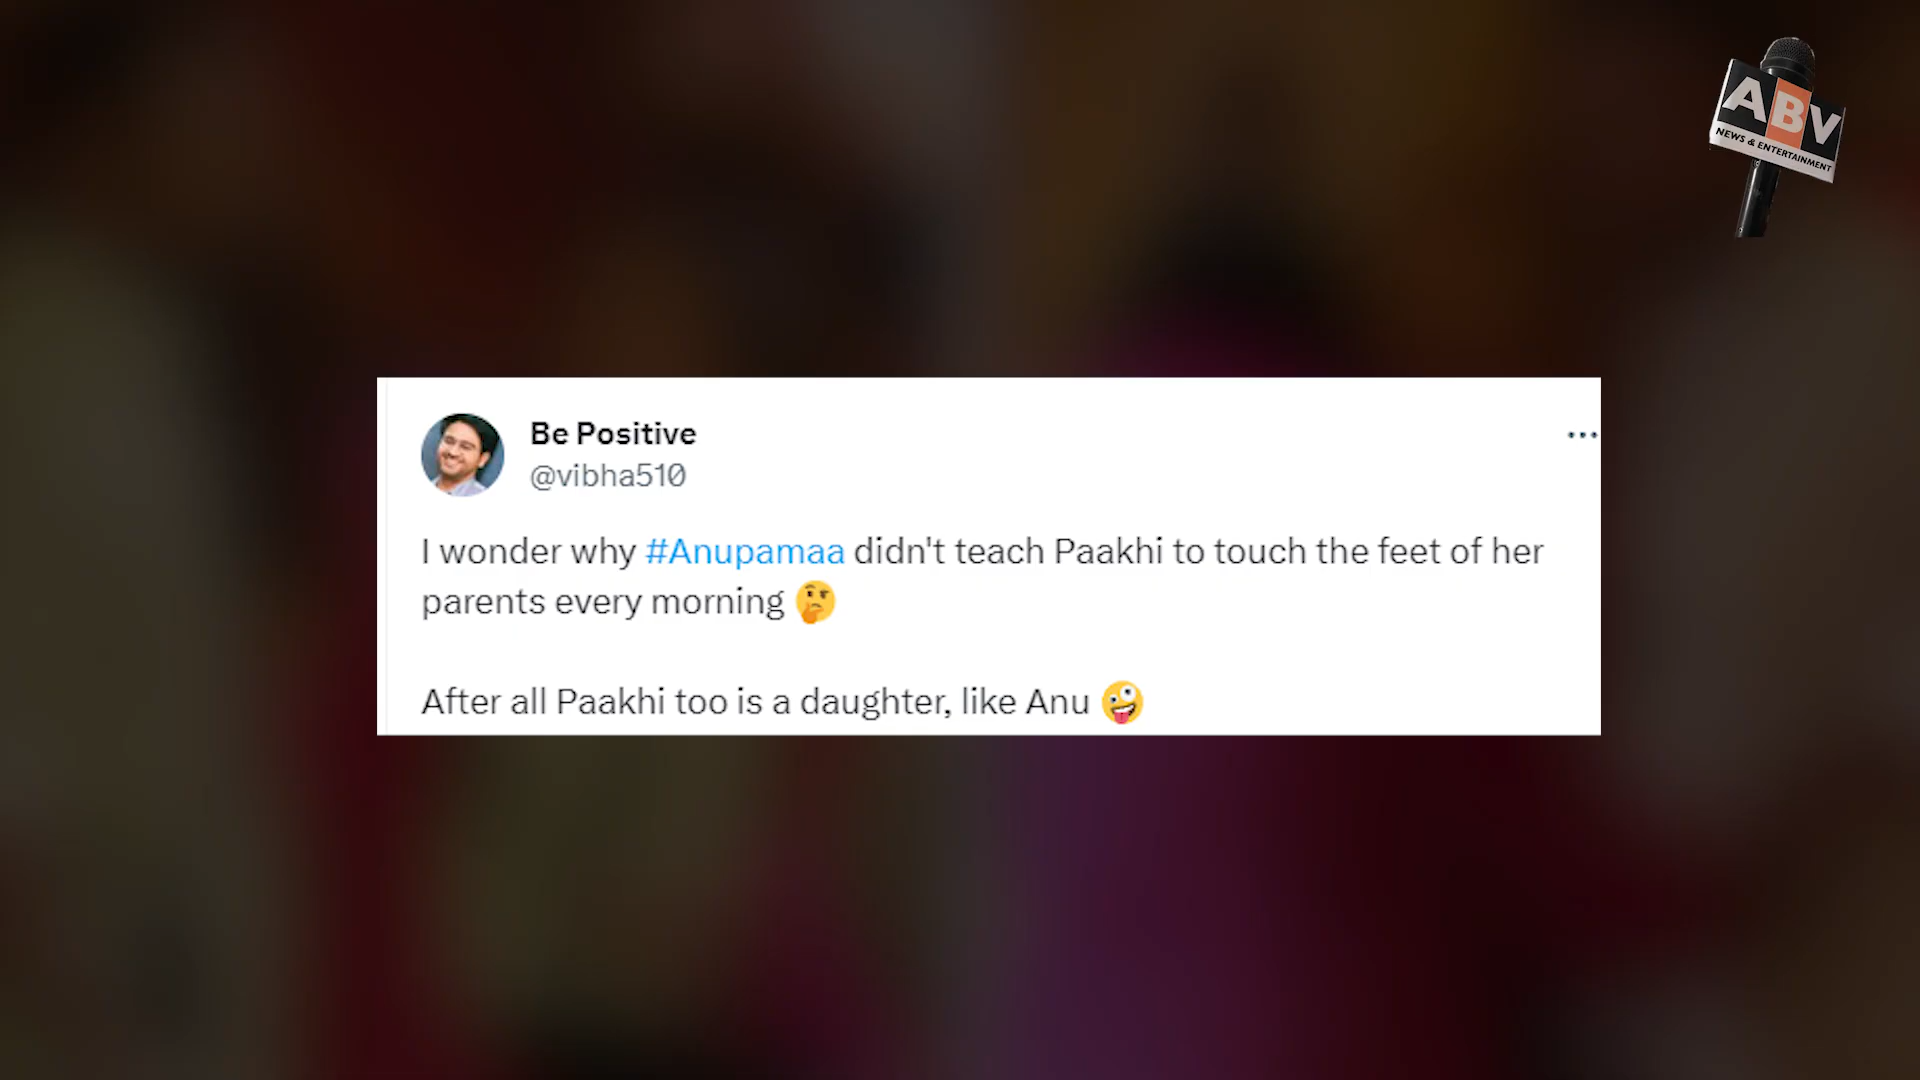 ABV
NEWS & ENTERTAINMENT
Be Positive
@vibha510
I wonder why #Anupamaa didn't teach Paakhi to touch the feet of her
parents every morning 🤔
After all Paakhi too is a daughter, like Anu 🤪